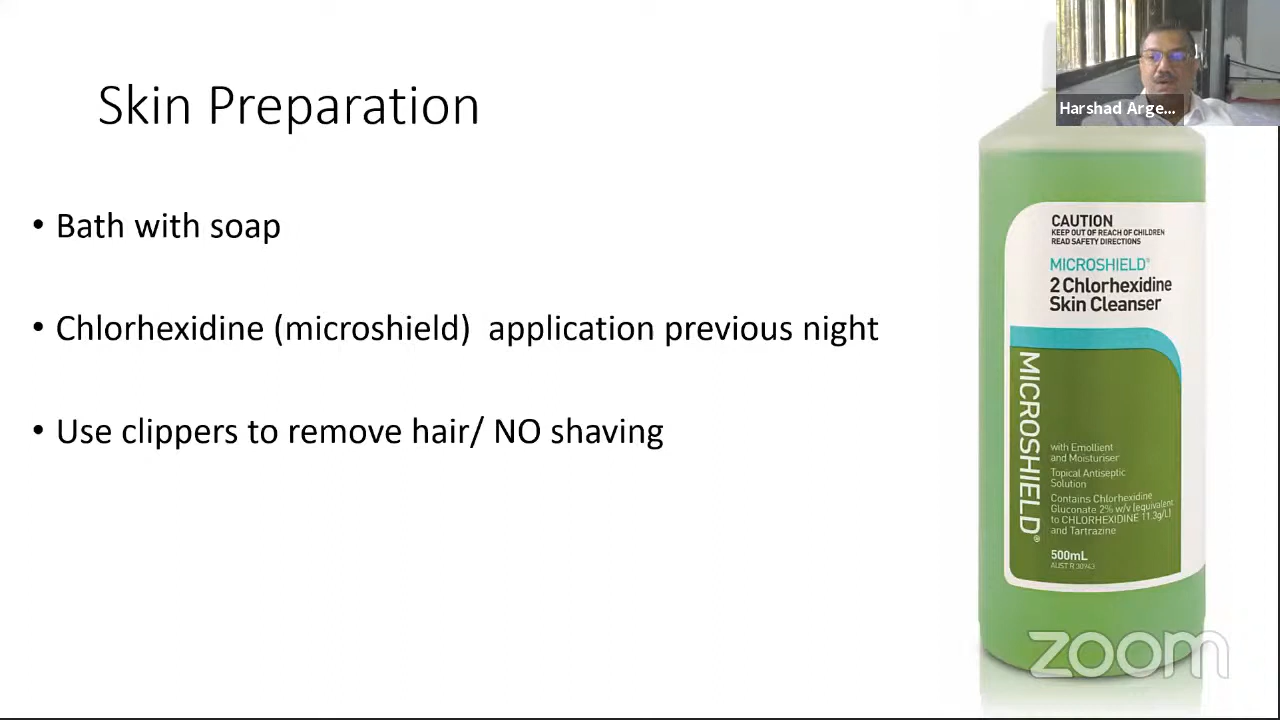 Skin Preparation
• Bath with soap
• Chlorhexidine (microshield) application previous night
• Use clippers to remove hair/ NO shaving
Harshad Arge...
CAUTION
KEEP OUT OF REACH OF CHILDREN
READ SAFETY DIRECTIONS
MICROSHIELD®
2 Chlorhexidine
Skin Cleanser
MICROSHIELD®
with Emollient
and Moisturiser
Topical Antiseptic
Solution
Contains Chlorhexidine
Gluconate 2% w/v (equivalent
to CHLORHEXIDINE 11.3g/L)
and Tartrazine
500mL
AUST R
zoom